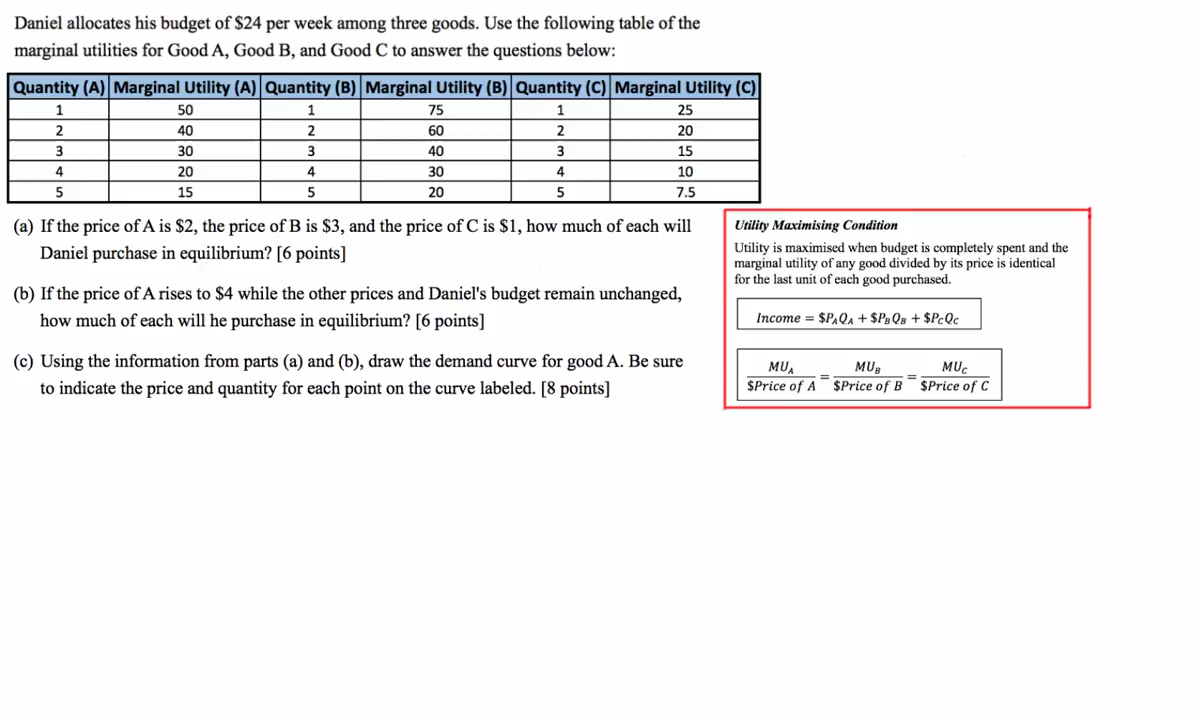 Daniel allocates his budget of $24 per week among three goods. Use the following table of the
marginal utilities for Good A, Good B, and Good C to answer the questions below:
Quantity (A) Marginal Utility (A) Quantity (B) Marginal Utility (B) Quantity (C) Marginal Utility (C)
1 50 1 75 1 25
2 40 2 60 2 20
3 30 3 40 3 15
4 20 4 30 4 10
5 15 5 20 5 7.5
(a) If the price of A is $2, the price of B is $3, and the price of C is $1, how much of each will
Daniel purchase in equilibrium? [6 points]
(b) If the price of A rises to $4 while the other prices and Daniel's budget remain unchanged,
how much of each will he purchase in equilibrium? [6 points]
(c) Using the information from parts (a) and (b), draw the demand curve for good A. Be sure
to indicate the price and quantity for each point on the curve labeled. [8 points]
Utility Maximising Condition
Utility is maximised when budget is completely spent and the
marginal utility of any good divided by its price is identical
for the last unit of each good purchased.
Income = $PAQA + $PBQB + $PCQC
MUA / $Price of A = MUB / $Price of B = MUC / $Price of C